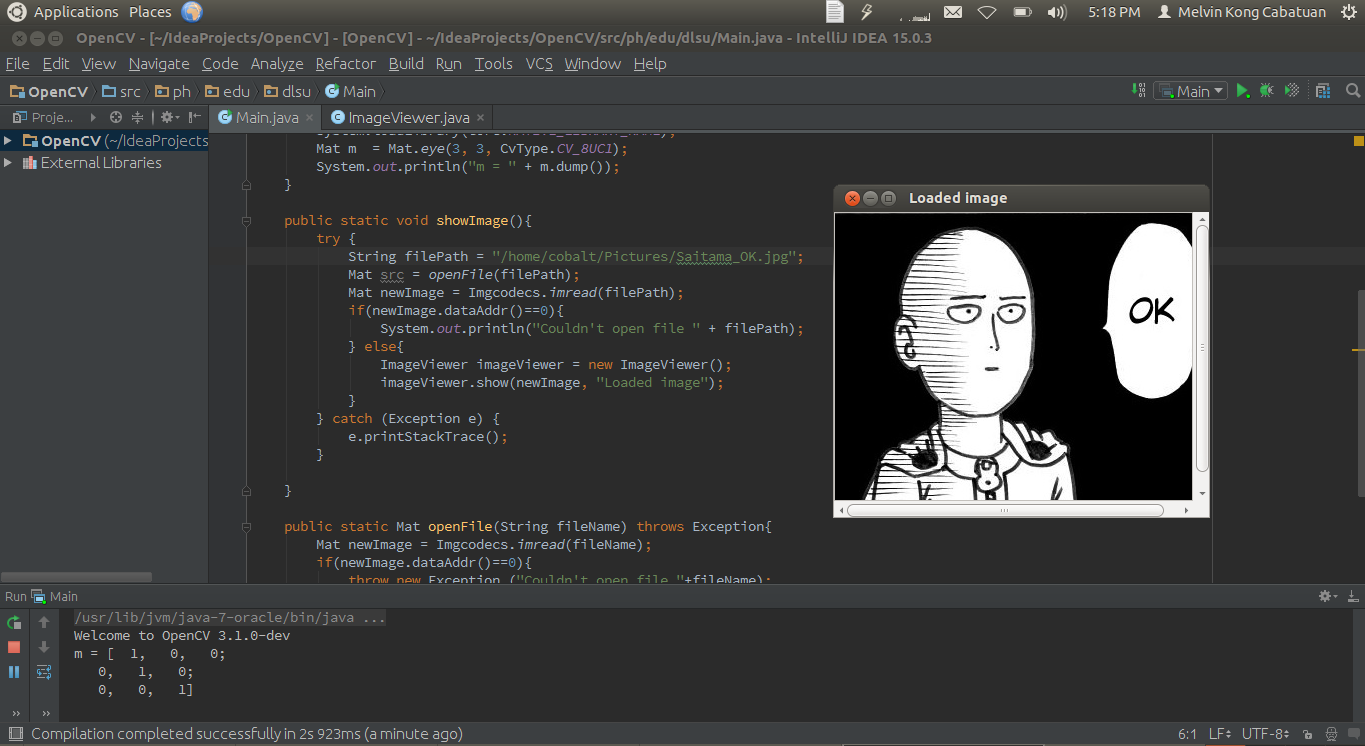 Applications Places 5:18 PM Melvin Kong Cabatuan
OpenCV - [~/IdeaProjects/OpenCV] - [OpenCV] - ~/IdeaProjects/OpenCV/src/ph/edu/dlsu/Main.java - IntelliJ IDEA 15.0.3
File Edit View Navigate Code Analyze Refactor Build Run Tools VCS Window Help
OpenCV src ph edu dlsu Main Main
Proje... Main.java ImageViewer.java
OpenCV (~/IdeaProjects
External Libraries
Mat m  = Mat.eye(3, 3, CvType.CV_8UC1);
System.out.println("m = " + m.dump());
}
public static void showImage(){
try {
String filePath = "/home/cobalt/Pictures/Saitama_OK.jpg";
Mat src = openFile(filePath);
Mat newImage = Imgcodecs.imread(filePath);
if(newImage.dataAddr()==0){
System.out.println("Couldn't open file " + filePath);
} else{
ImageViewer imageViewer = new ImageViewer();
imageViewer.show(newImage, "Loaded image");
}
} catch (Exception e) {
e.printStackTrace();
}
}
public static Mat openFile(String fileName) throws Exception{
Mat newImage = Imgcodecs.imread(fileName);
if(newImage.dataAddr()==0){
throw new Exception ("Couldn't open file "+fileName);
Loaded image
OK
Run Main
/usr/lib/jvm/java-7-oracle/bin/java ...
Welcome to OpenCV 3.1.0-dev
m = [  1,   0,   0;
0,   1,   0;
0,   0,   1]
Compilation completed successfully in 2s 923ms (a minute ago) 6:1 LF UTF-8